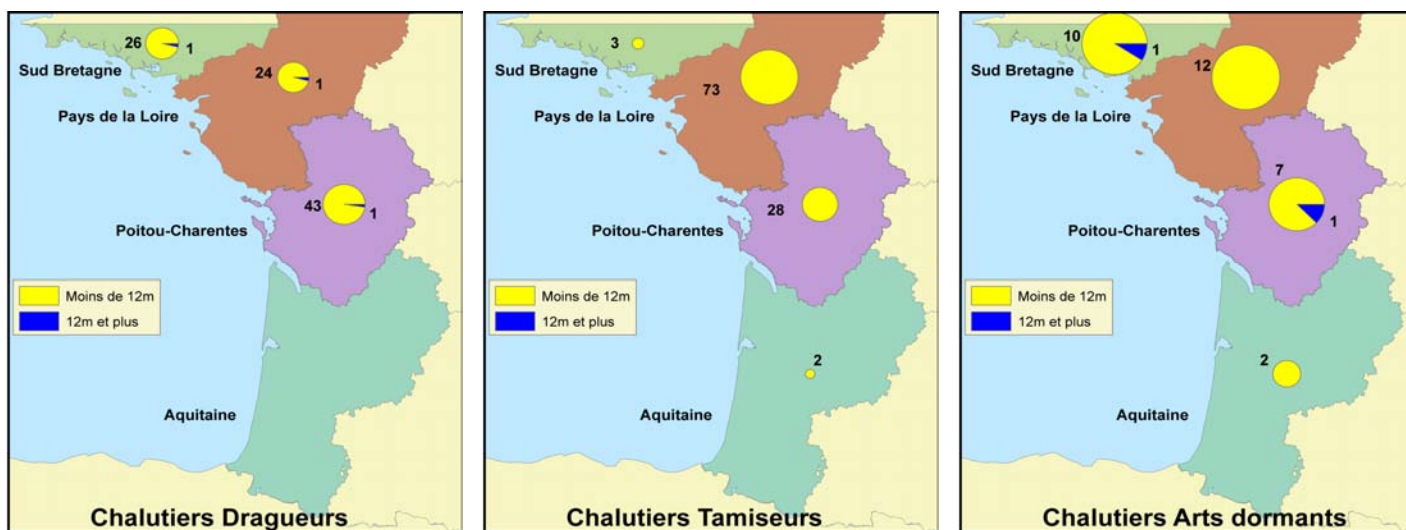 26
1
Sud Bretagne
24
1
Pays de la Loire
43
1
Poitou-Charentes
Moins de 12m
12m et plus
Aquitaine
Chalutiers Dragueurs
3
Sud Bretagne
73
Pays de la Loire
28
Poitou-Charentes
Moins de 12m
12m et plus
2
Aquitaine
Chalutiers Tamiseurs
10
1
Sud Bretagne
12
Pays de la Loire
7
1
Poitou-Charentes
Moins de 12m
12m et plus
2
Aquitaine
Chalutiers Arts dormants